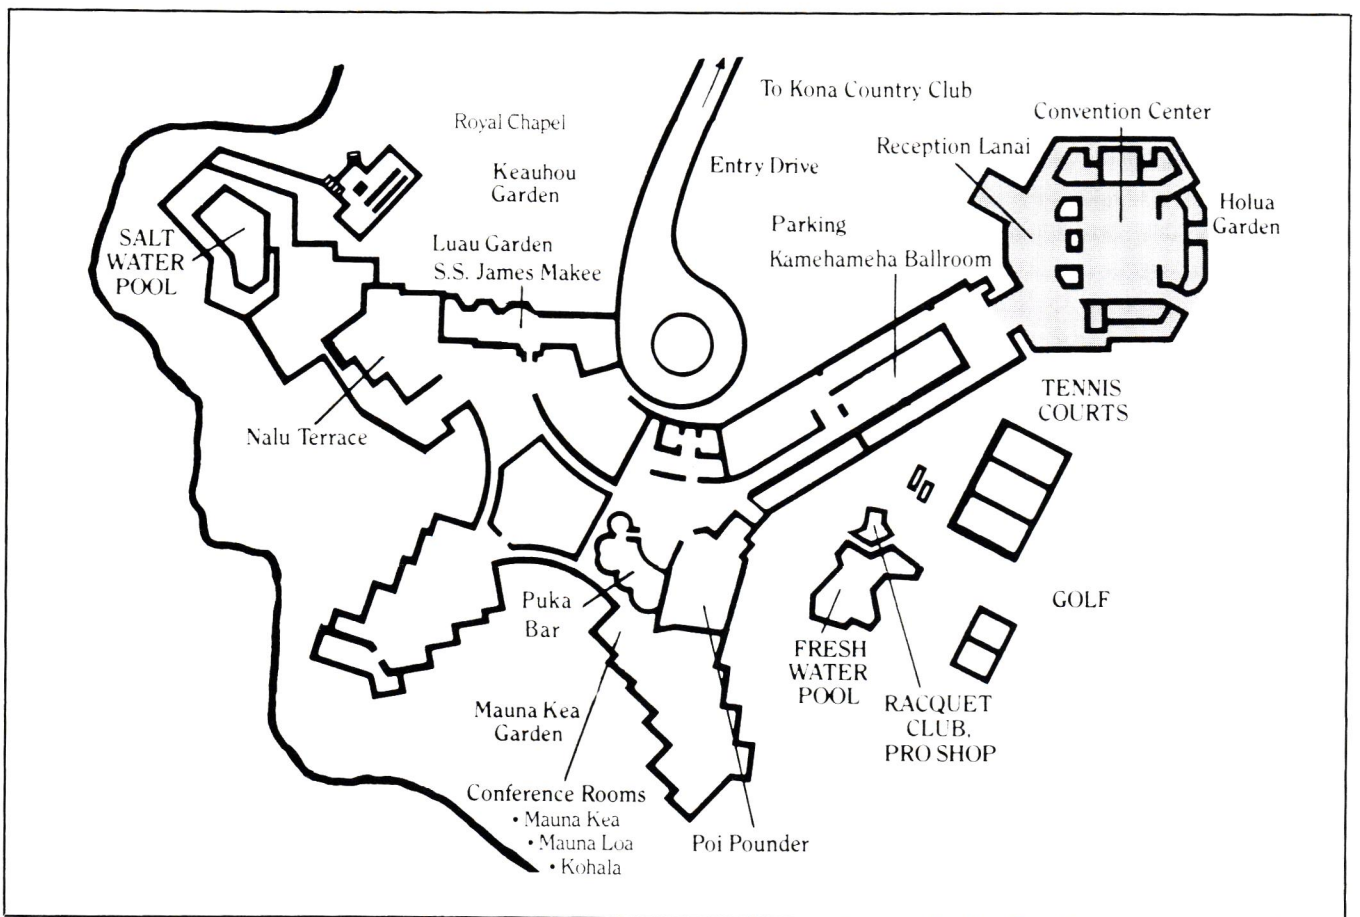 To Kona Country Club
Convention Center
Royal Chapel
Reception Lanai
Keauhou
Garden
Entry Drive
Holua
Garden
SALT
WATER
POOL
Luau Garden
S.S. James Makee
Parking
Kamehameha Ballroom
TENNIS
COURTS
Nalu Terrace
Puka
Bar
GOLF
FRESH
WATER
POOL
RACQUET
CLUB,
PRO SHOP
Mauna Kea
Garden
Conference Rooms
• Mauna Kea
• Mauna Loa
• Kohala
Poi Pounder